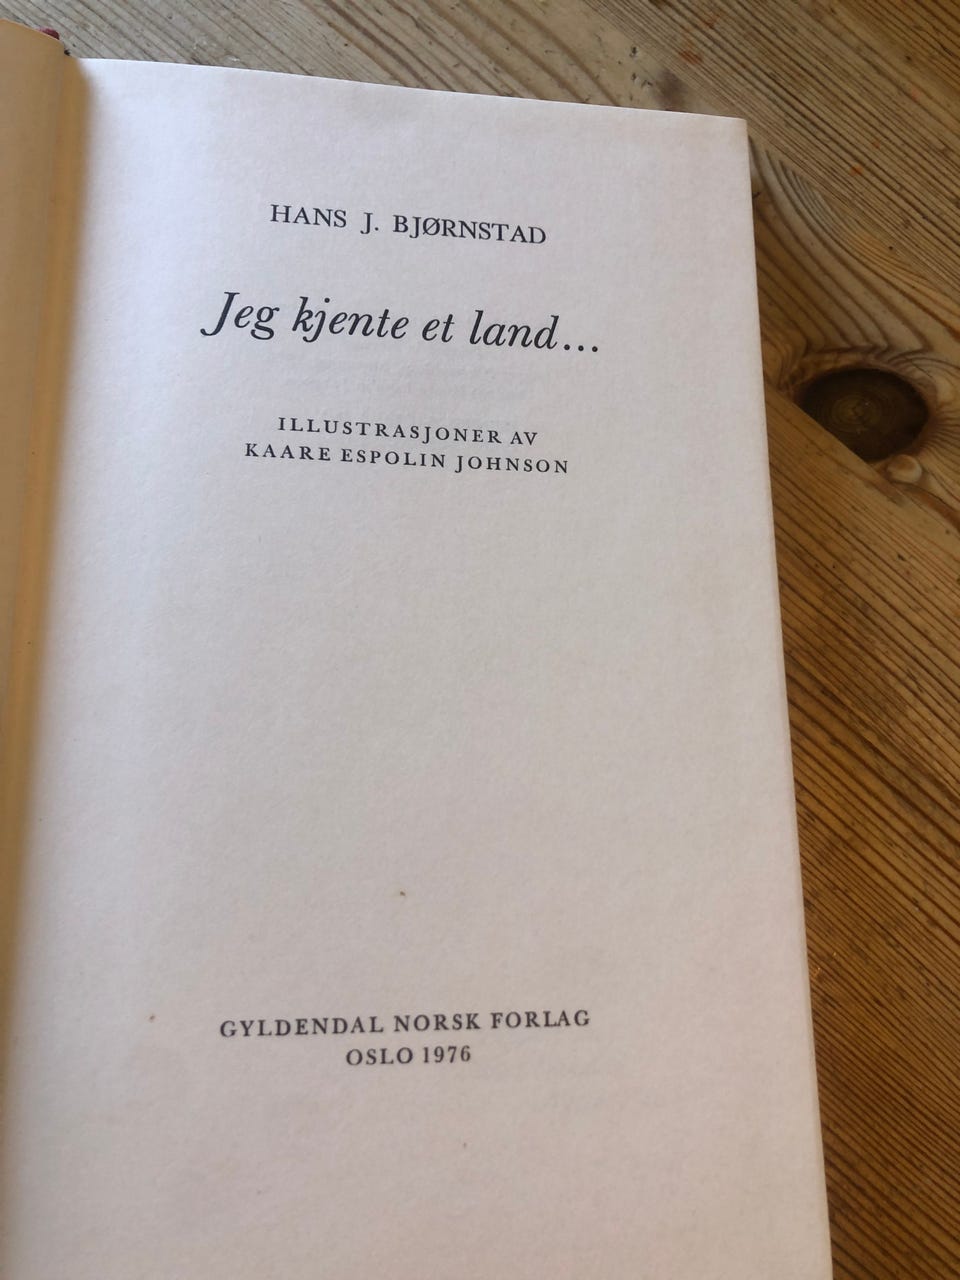 HANS J. BJØRNSTAD
Jeg kjente et land...
ILLUSTRASJONER AV
KAARE ESPOLIN JOHNSON
GYLDENDAL NORSK FORLAG
OSLO 1976